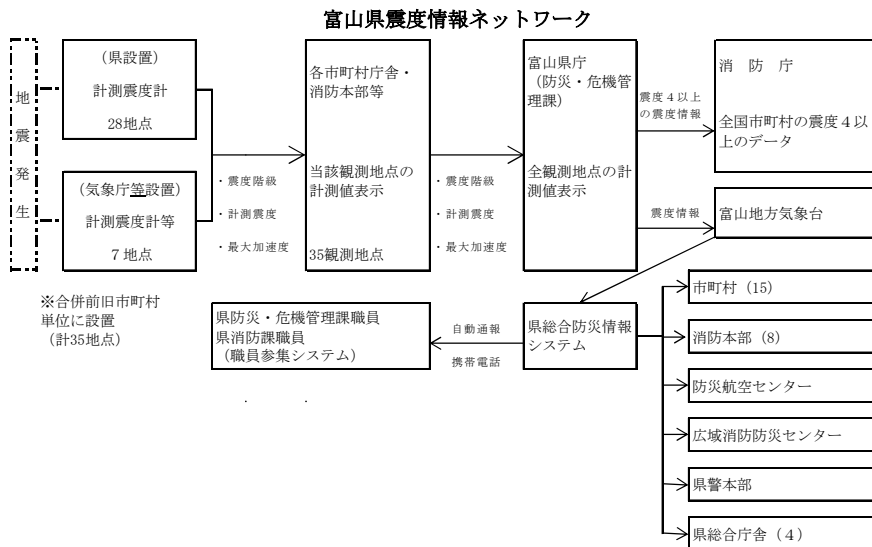 富山県震度情報ネットワーク
地震発生
（県設置）
計測震度計
28地点
（気象庁等設置）
計測震度計等
７地点
※合併前旧市町村
単位に設置
（計35地点）
・震度階級
・計測震度
・最大加速度
各市町村庁舎・
消防本部等
当該観測地点の
計測値表示
35観測地点
・震度階級
・計測震度
・最大加速度
富山県庁
（防災・危機管
理課）
全観測地点の計
測値表示
震度４以上
の震度情報
消　防　庁
全国市町村の震度４以
上のデータ
震度情報
富山地方気象台
県総合防災情報
システム
自動通報
携帯電話
県防災・危機管理課職員
県消防課職員
（職員参集システム）
市町村（15）
消防本部（8）
防災航空センター
広域消防防災センター
県警本部
県総合庁舎（４）